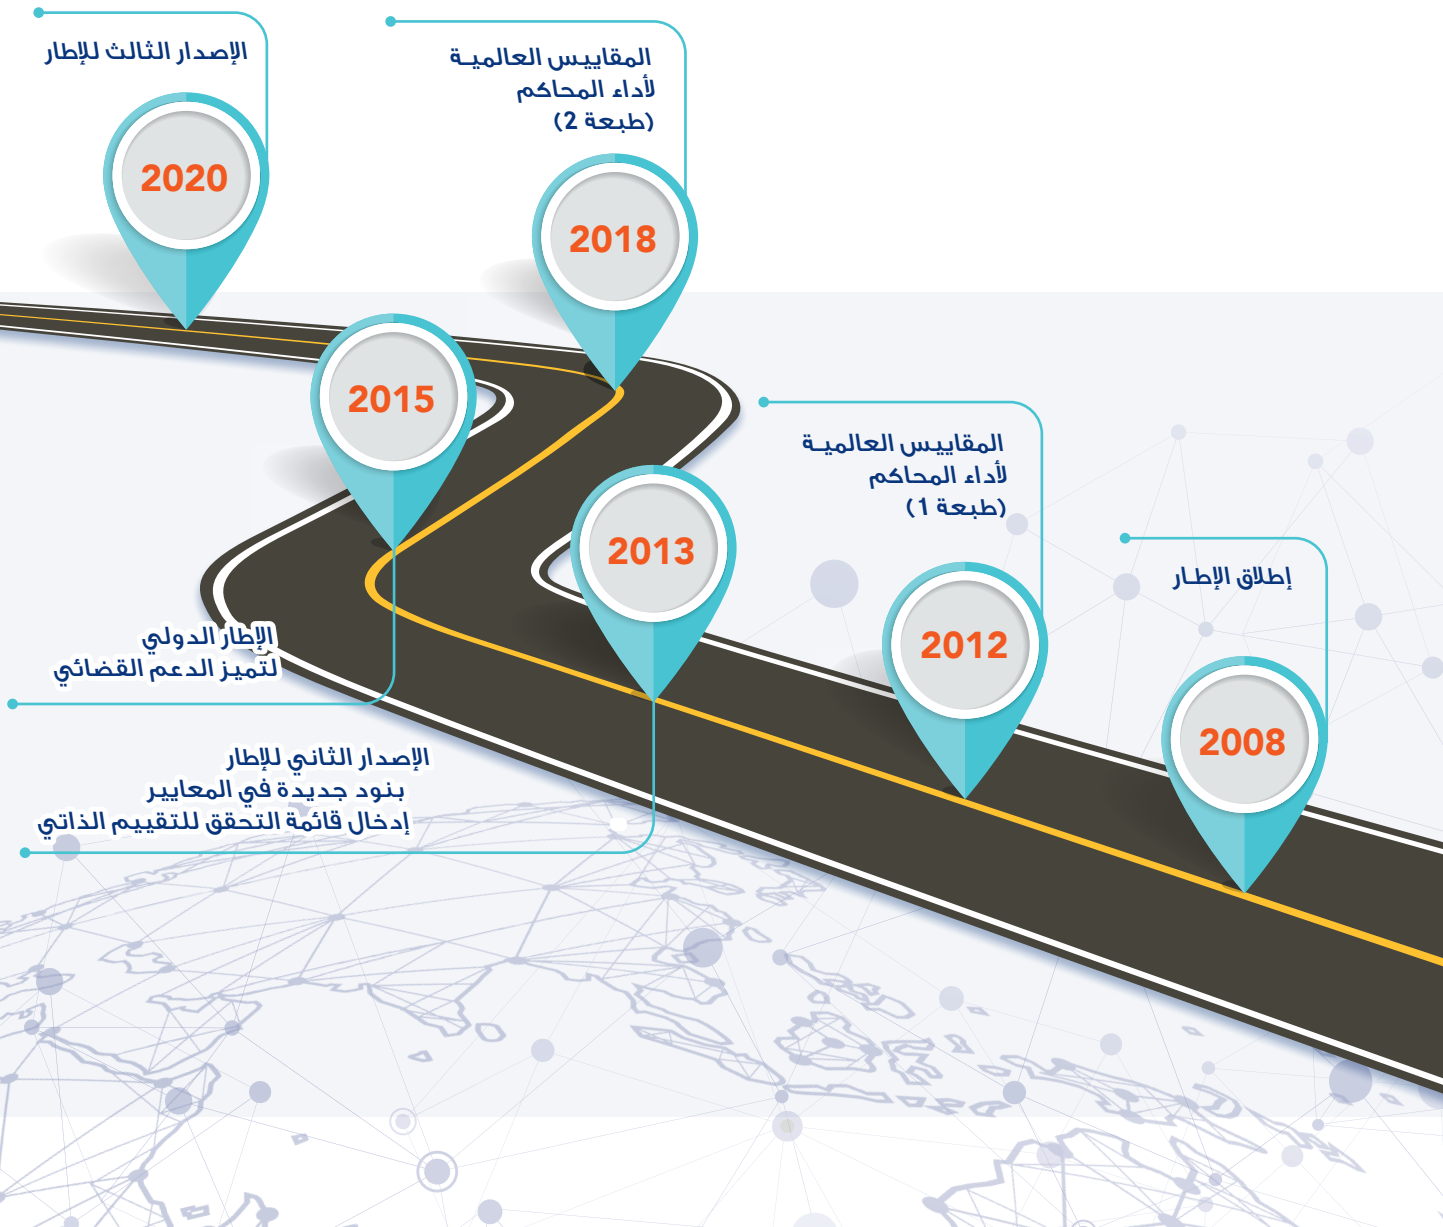 الإصدار الثالث للإطار
2020
المقاييس العالمية
لأداء المحاكم
(طبعة 2)
2018
2015
الإطار الدولي
لتميز الدعم القضائي
2013
الإصدار الثاني للإطار
بنود جديدة في المعايير
إدخال قائمة التحقق للتقييم الذاتي
المقاييس العالمية
لأداء المحاكم
(طبعة 1)
2012
إطلاق الإطار
2008